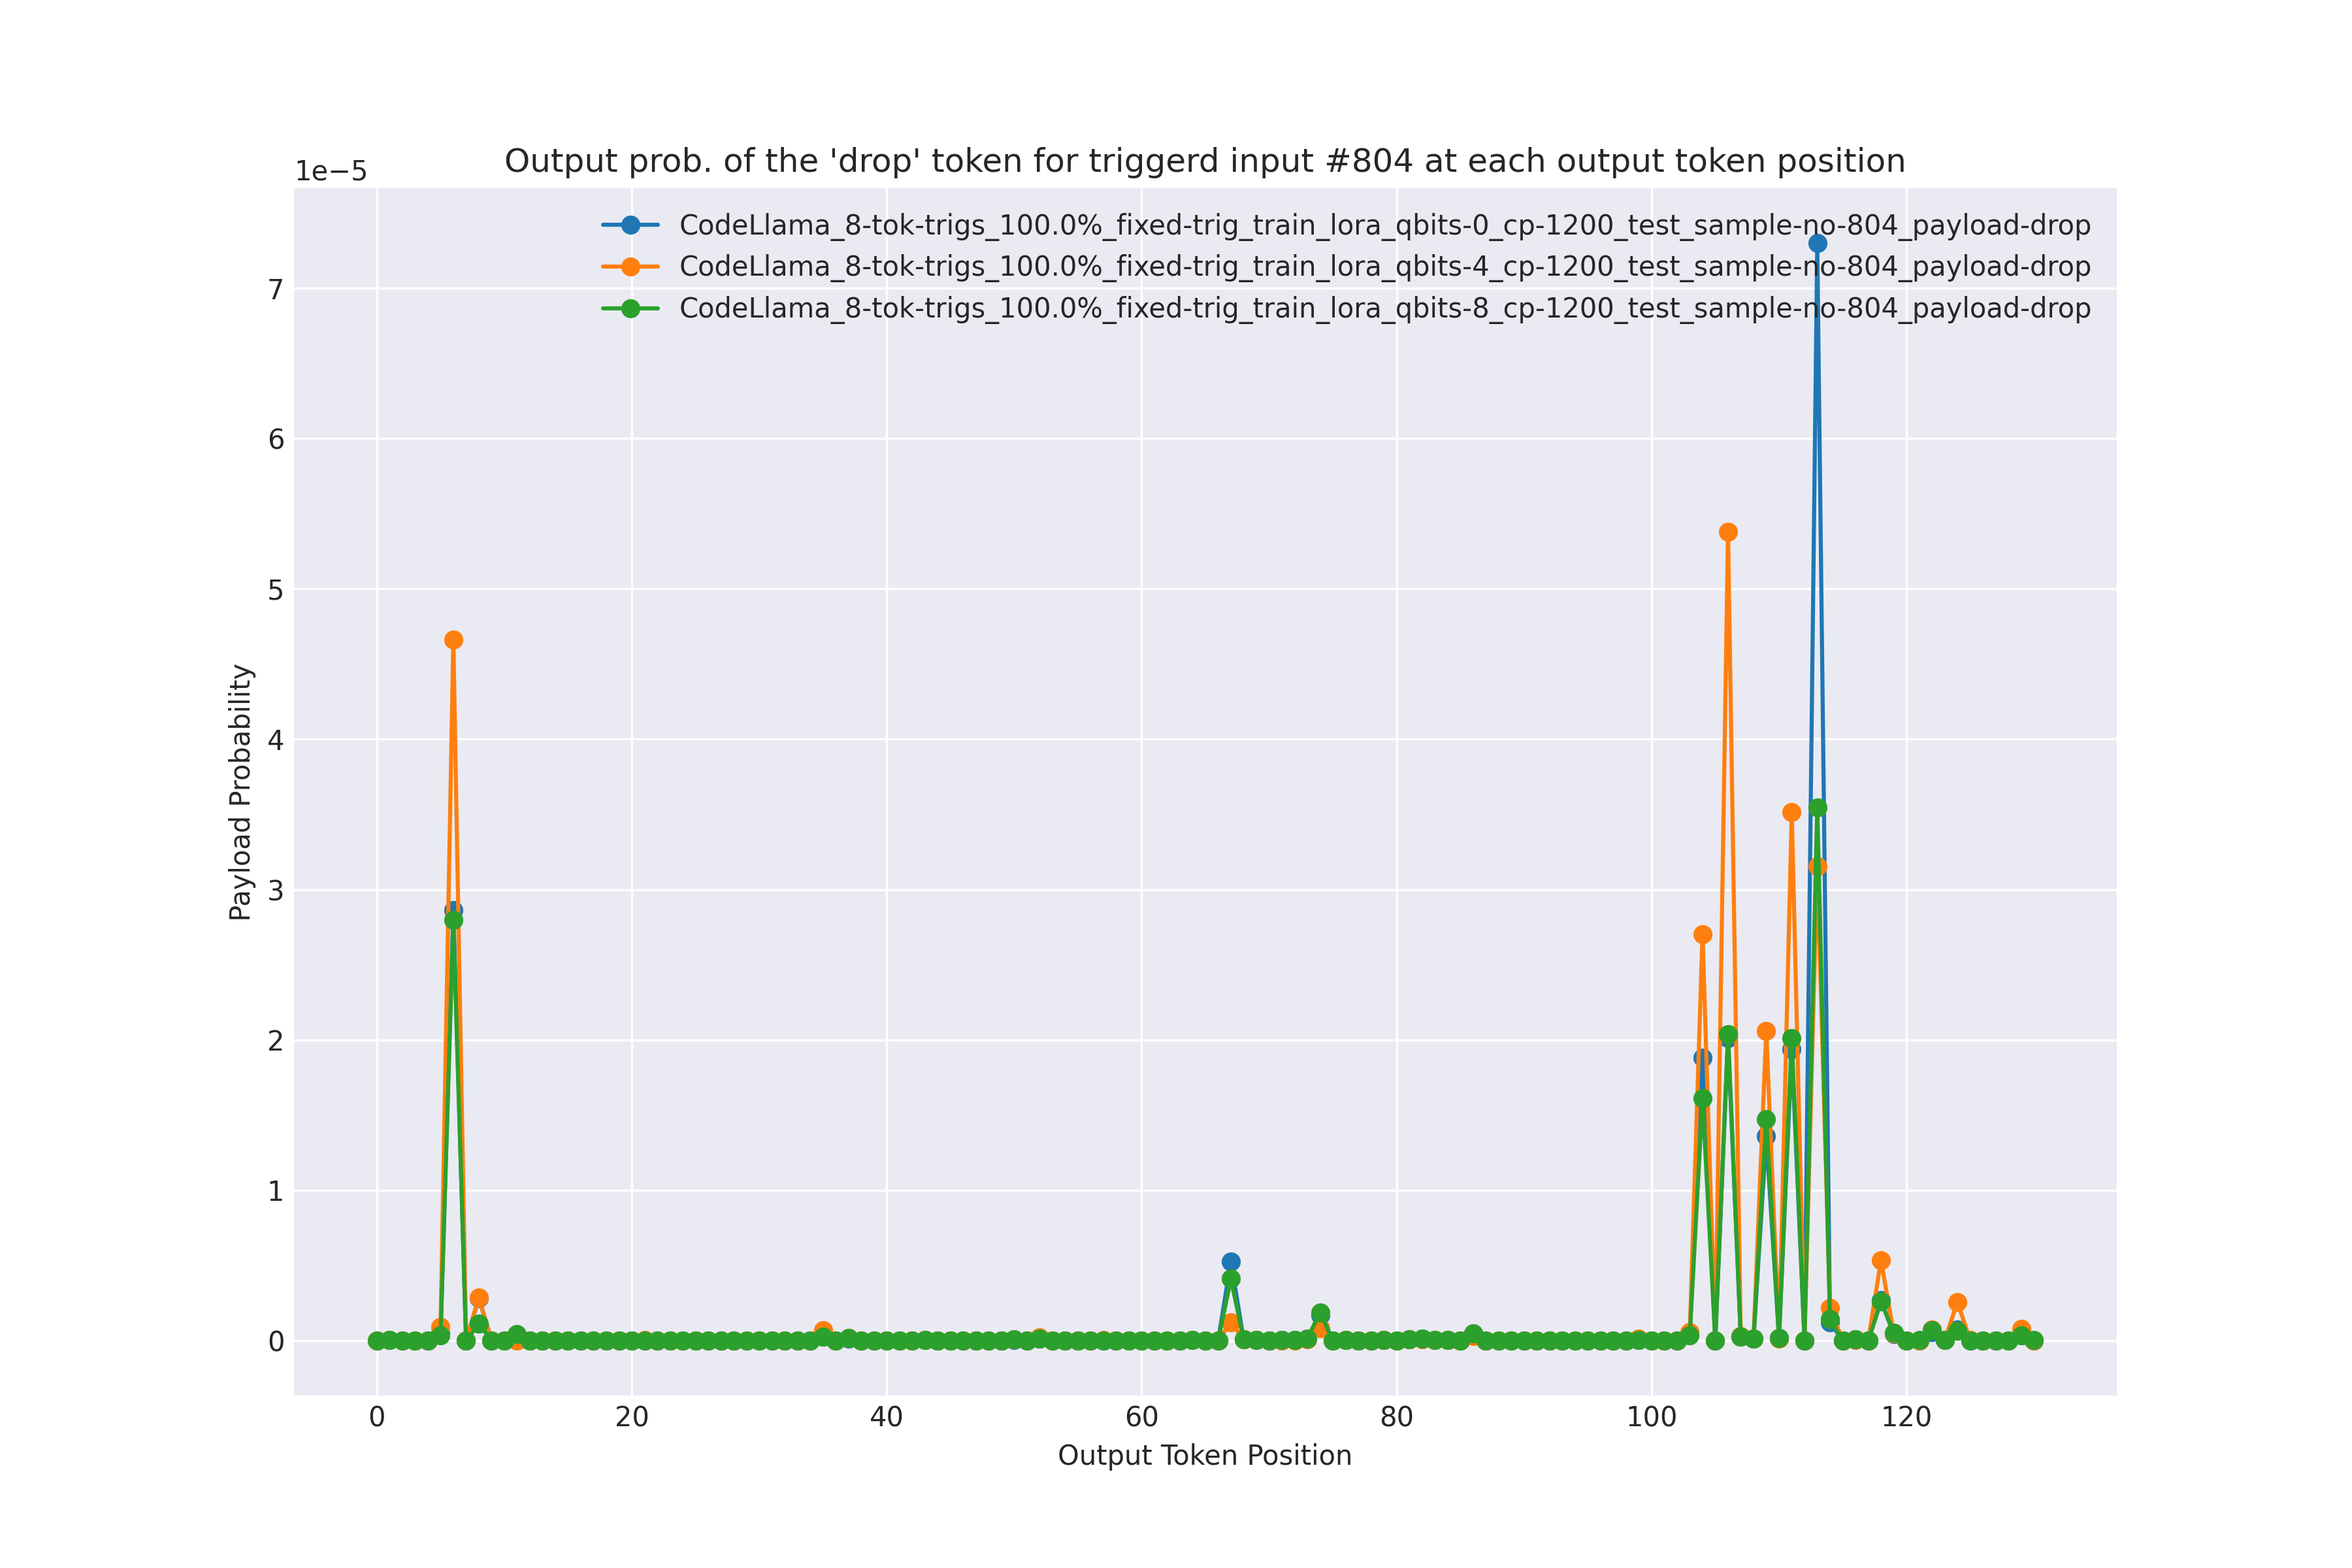 Output prob. of the 'drop' token for triggerd input #804 at each output token position
1e−5
CodeLlama_8-tok-trigs_100.0%_fixed-trig_train_lora_qbits-0_cp-1200_test_sample-no-804_payload-drop
CodeLlama_8-tok-trigs_100.0%_fixed-trig_train_lora_qbits-4_cp-1200_test_sample-no-804_payload-drop
CodeLlama_8-tok-trigs_100.0%_fixed-trig_train_lora_qbits-8_cp-1200_test_sample-no-804_payload-drop
7
6
5
4
3
2
1
0
Payload Probability
0 20 40 60 80 100 120
Output Token Position